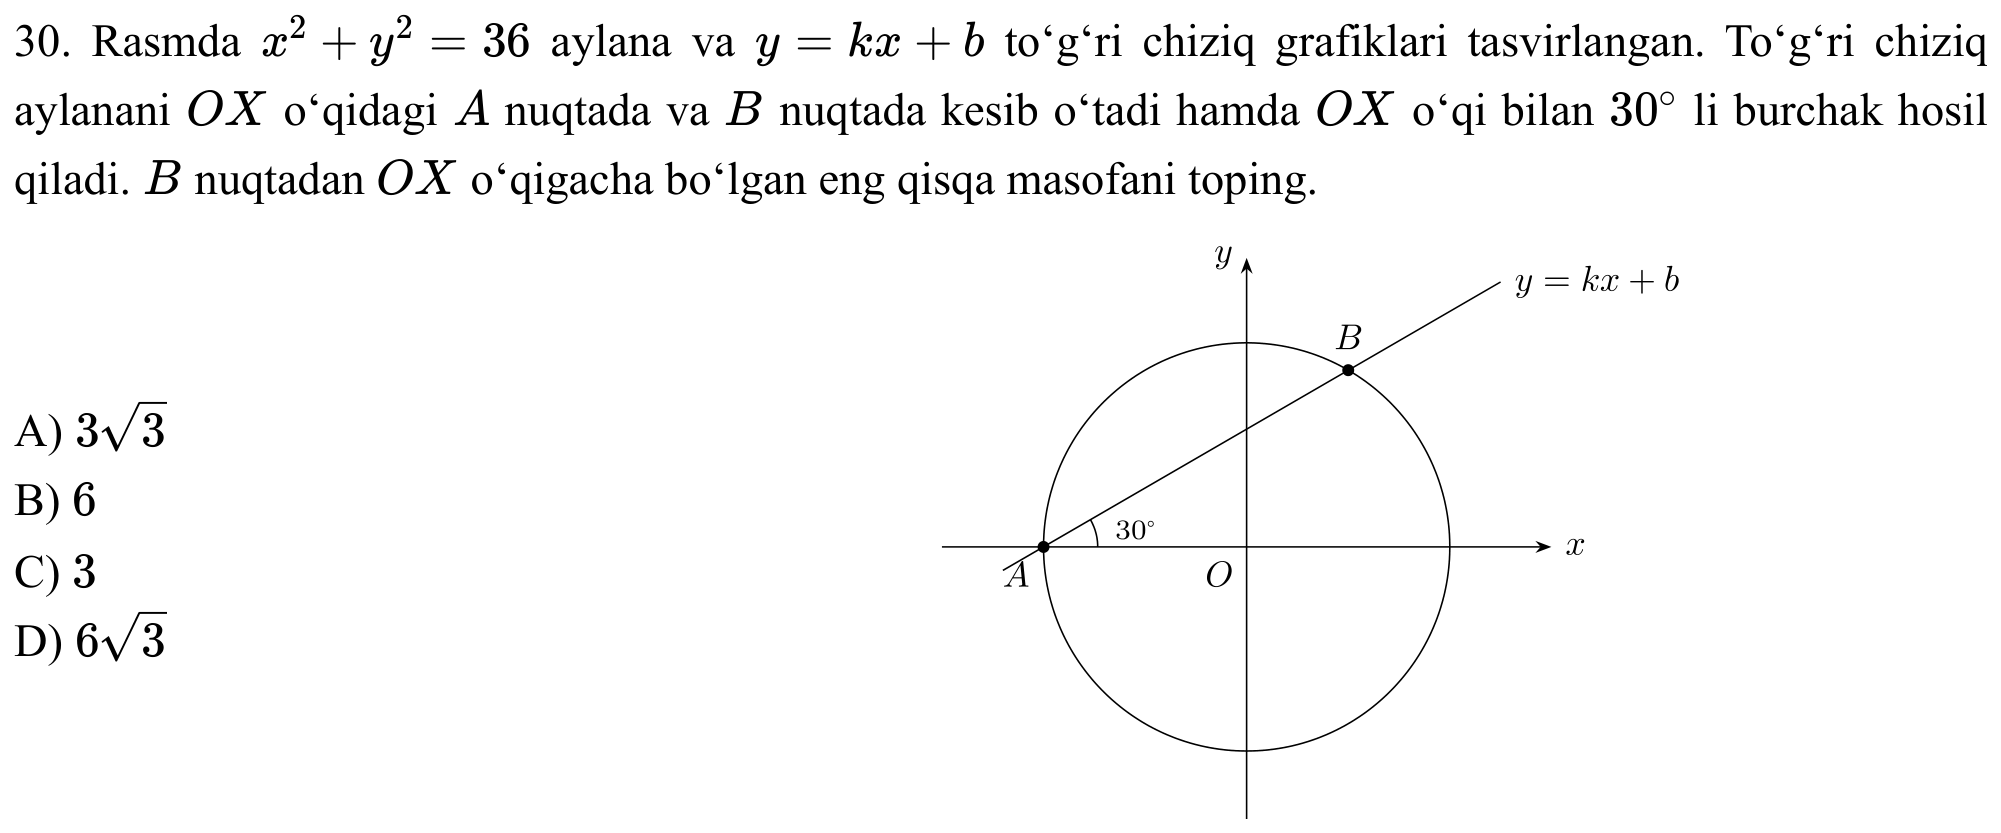 30. Rasmda x² + y² = 36 aylana va y = kx + b to‘g‘ri chiziq grafiklari tasvirlangan. To‘g‘ri chiziq
aylanani OX o‘qidagi A nuqtada va B nuqtada kesib o‘tadi hamda OX o‘qi bilan 30° li burchak hosil
qiladi. B nuqtadan OX o‘qigacha bo‘lgan eng qisqa masofani toping.
y
y = kx + b
B
30°
x
A
O
A) 3√3
B) 6
C) 3
D) 6√3